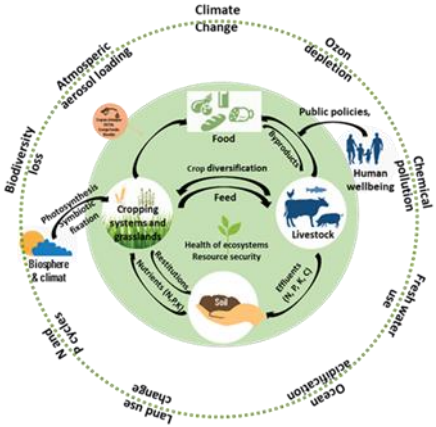 Climate
Change
Ozon
depletion
Chemical
pollution
Fresh water
use
Ocean
acidification
Land use
change
N and
p cycles
Biodiversity
loss
Atmosperic
aerosol loading
Food
Byproducts
Public policies,
Human
wellbeing
Crop diversification
Feed
Photosynthesis
Symbiotic
fixation
Cropping
systems and
grasslands
Livestock
Biosphere
& climat
Health of ecosystems
Resource security
Restitutions
Nutrients (N,P,K)
Soil
Effluents
(N, P, K, C)